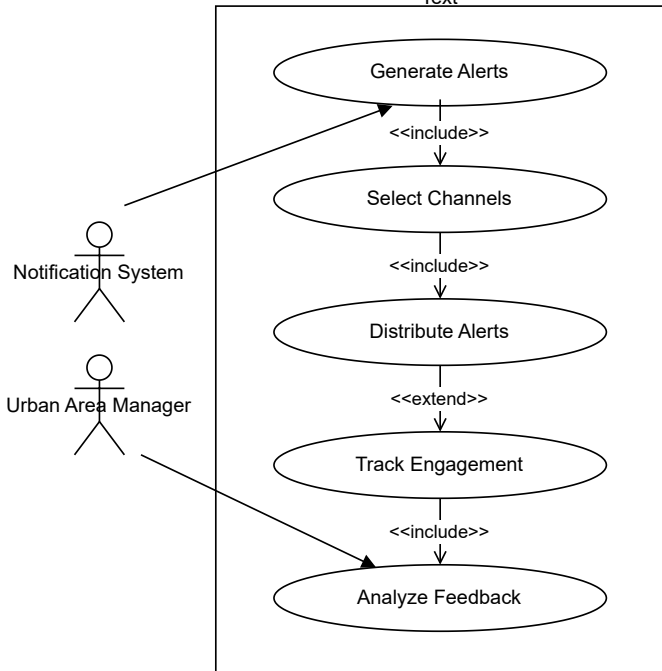 Text
Generate Alerts
<<include>>
Select Channels
Notification System
<<include>>
Distribute Alerts
Urban Area Manager
<<extend>>
Track Engagement
<<include>>
Analyze Feedback